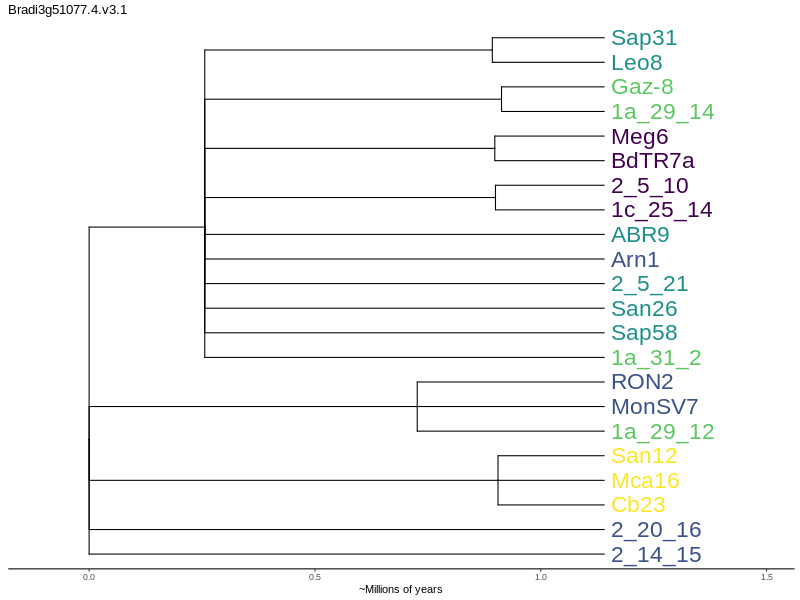 Bradi3g51077.4.v3.1
Sap31
Leo8
Gaz-8
1a_29_14
Meg6
BdTR7a
2_5_10
1c_25_14
ABR9
Arn1
2_5_21
San26
Sap58
1a_31_2
RON2
MonSV7
1a_29_12
San12
Mca16
Cb23
2_20_16
2_14_15
0.0 0.5 1.0 1.5
~Millions of years